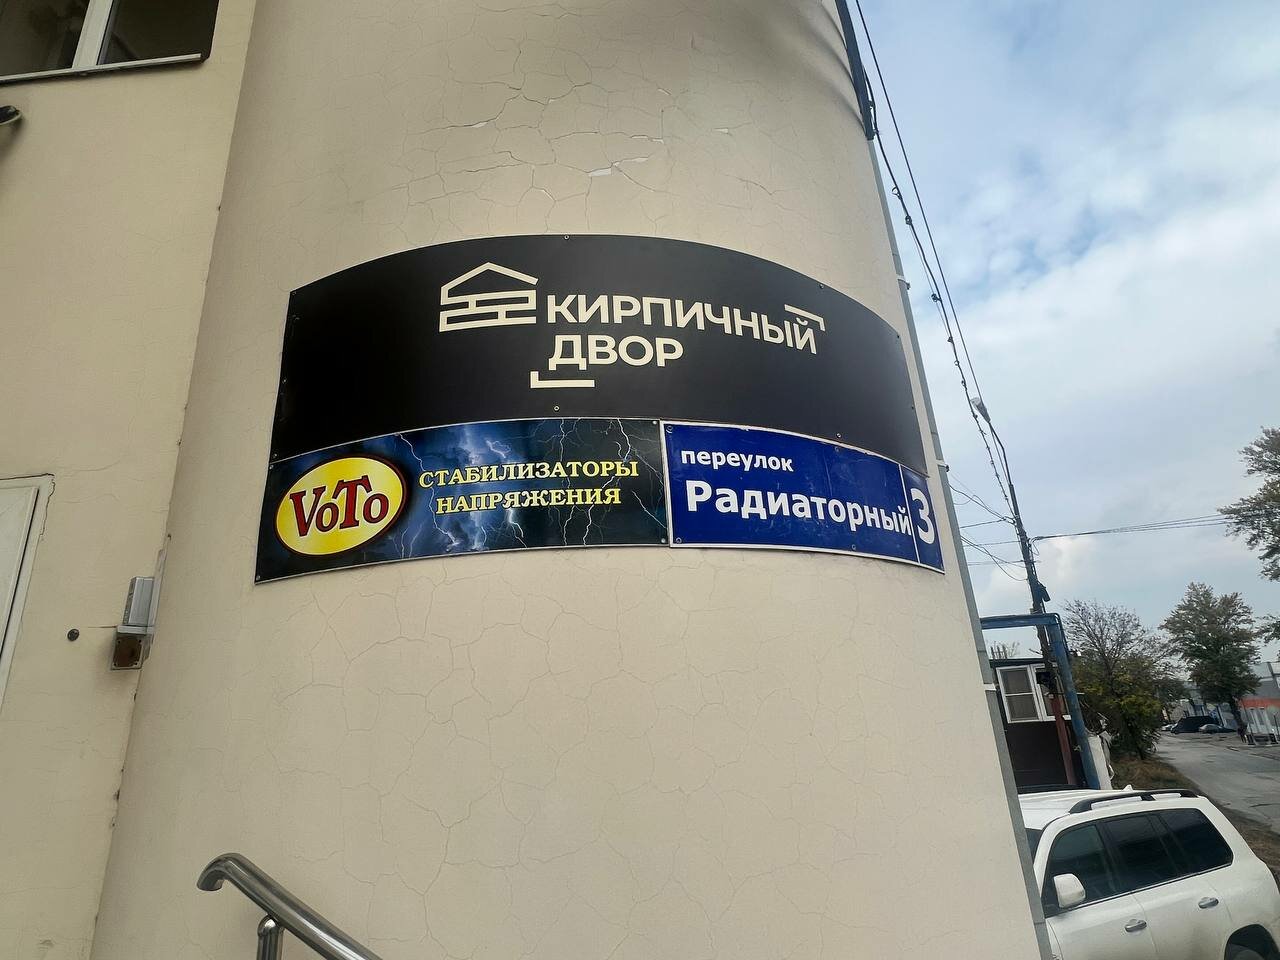 КИРПИЧНЫЙ
ДВОР
VoTo
СТАБИЛИЗАТОРЫ
НАПРЯЖЕНИЯ
переулок
Радиаторный 3